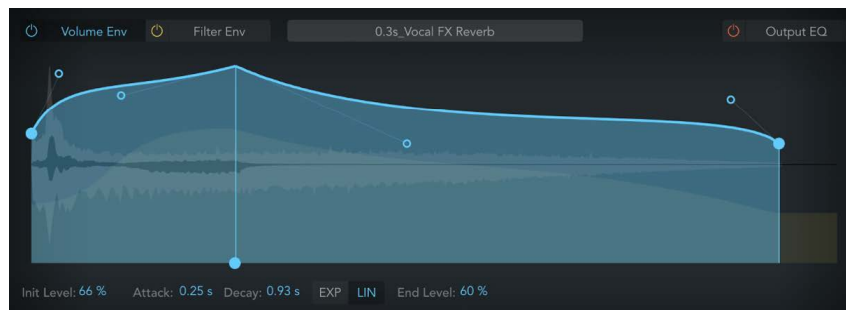 Volume Env Filter Env 0.3s_Vocal FX Reverb Output EQ
Init Level: 66 % Attack: 0.25 s Decay: 0.93 s EXP LIN End Level: 60 %